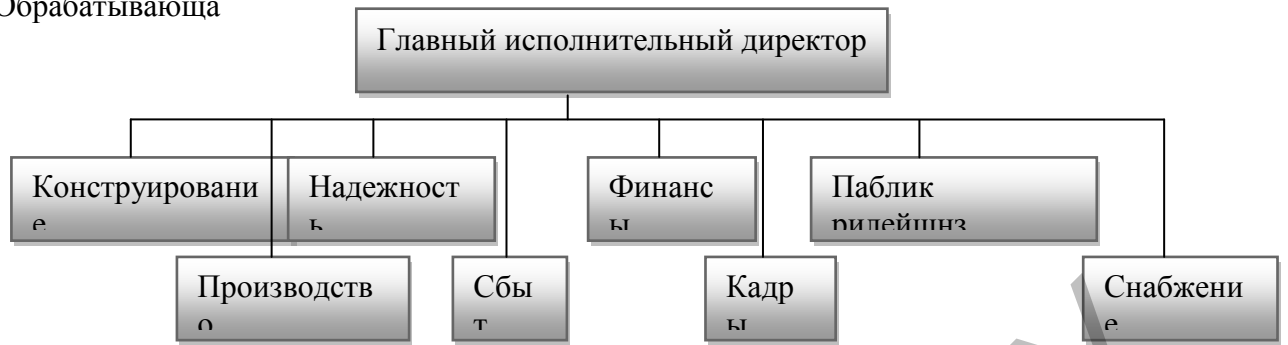 Обрабатывающа
Главный исполнительный директор
Конструировани
е
Надежност
ь
Финанс
ы
Паблик
рилейшнз
Производств
о
Сбы
т
Кадр
ы
Снабжени
е